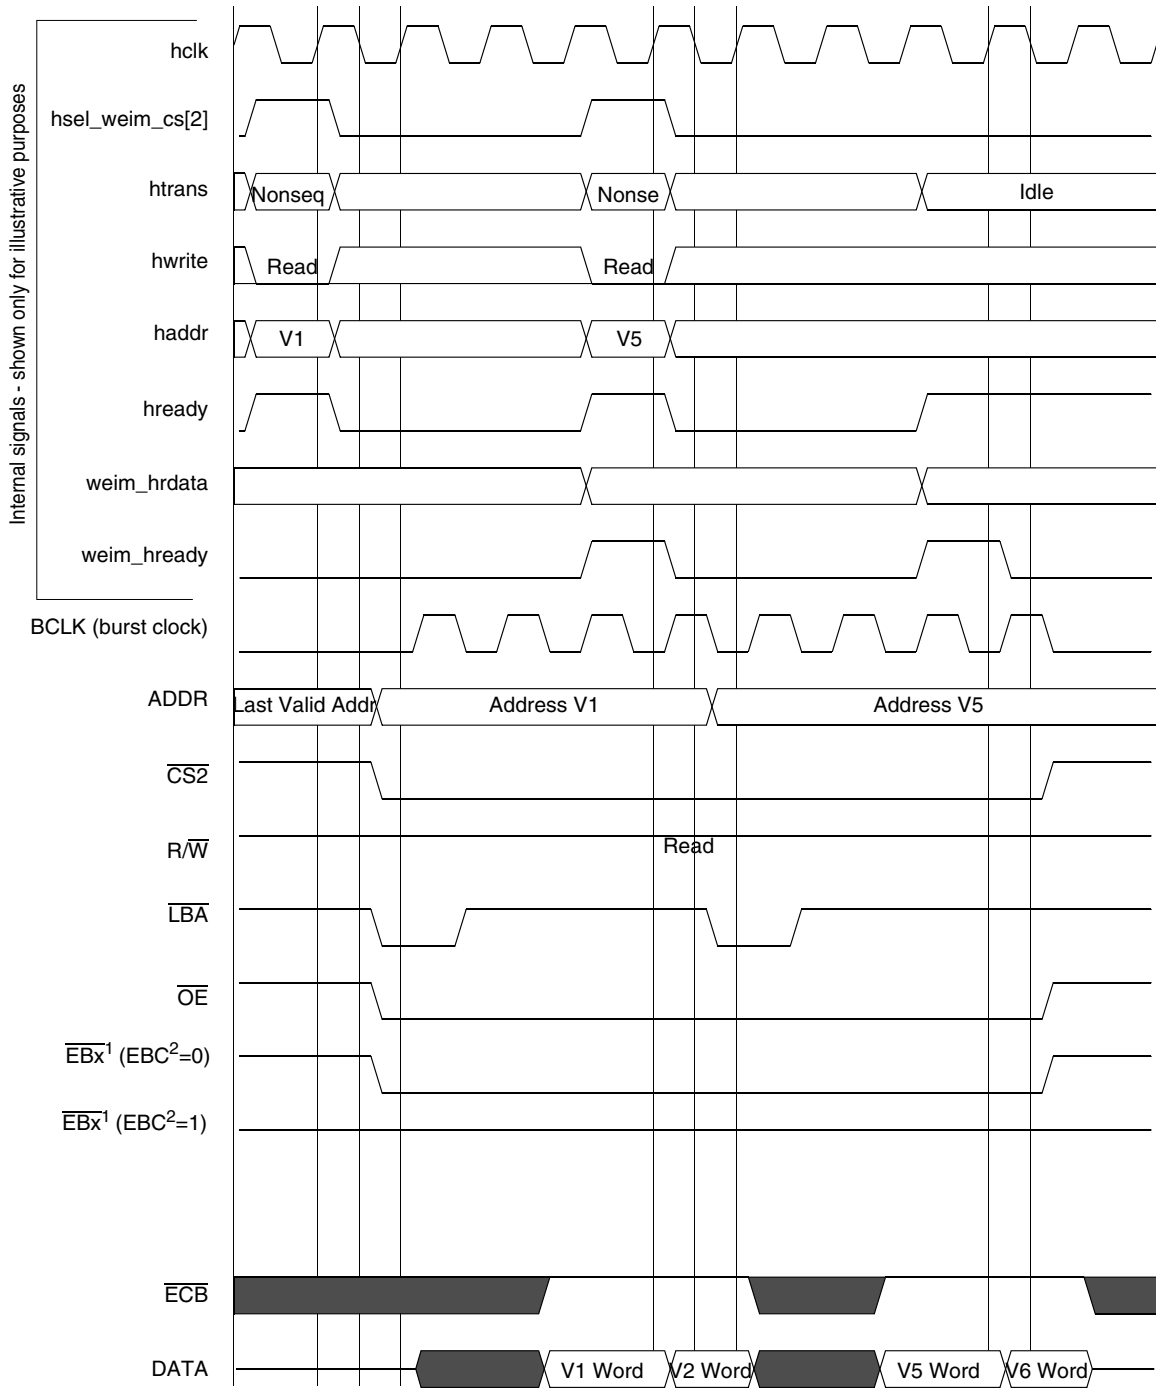 Internal signals - shown only for illustrative purposes
hclk
hsel_weim_cs[2]
htrans Nonseq Nonse Idle
hwrite Read Read
haddr V1 V5
hready
weim_hrdata
weim_hready
BCLK (burst clock)
ADDR Last Valid Addr Address V1 Address V5
CS2
R/W Read
LBA
OE
EBx1 (EBC2=0)
EBx1 (EBC2=1)
ECB
DATA V1 Word V2 Word V5 Word V6 Word